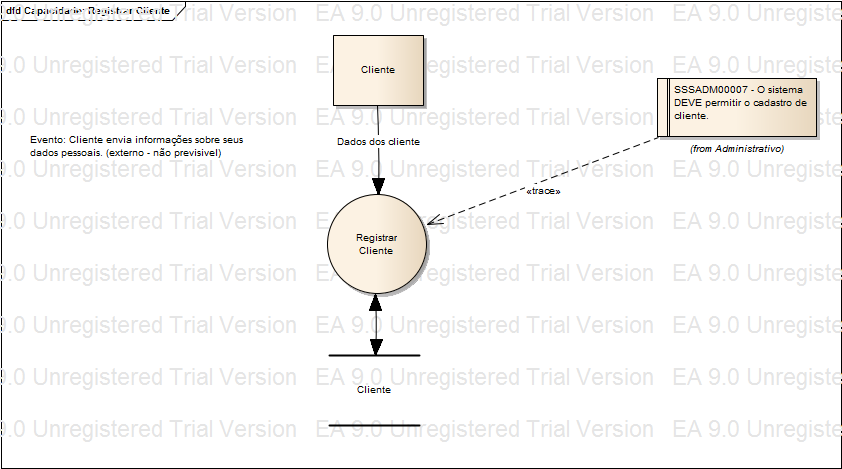 dfd Capacidade: Registrar Cliente
EA 9.0 Unregistered Trial Version
Cliente
SSSADM00007 - O sistema
DEVE permitir o cadastro de
cliente.
(from Administrativo)
Evento: Cliente envia informações sobre seus
dados pessoais. (externo - não previsivel)
Dados dos cliente
«trace»
Registrar
Cliente
Cliente